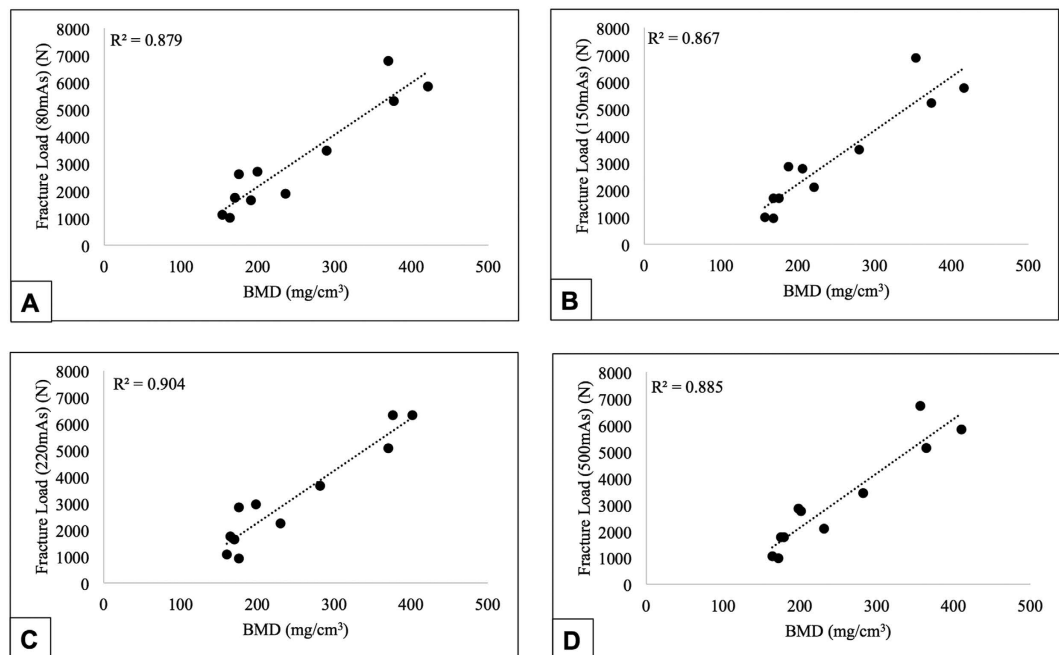 R² = 0.879
Fracture Load (80mAs) (N)
8000
7000
6000
5000
4000
3000
2000
1000
0
0 100 200 300 400 500
BMD (mg/cm³)
A
R² = 0.867
Fracture Load (150mAs) (N)
8000
7000
6000
5000
4000
3000
2000
1000
0
0 100 200 300 400 500
BMD (mg/cm³)
B
R² = 0.904
Fracture Load (220mAs) (N)
8000
7000
6000
5000
4000
3000
2000
1000
0
0 100 200 300 400 500
BMD (mg/cm³)
C
R² = 0.885
Fracture Load (500mAs) (N)
8000
7000
6000
5000
4000
3000
2000
1000
0
0 100 200 300 400 500
BMD (mg/cm³)
D